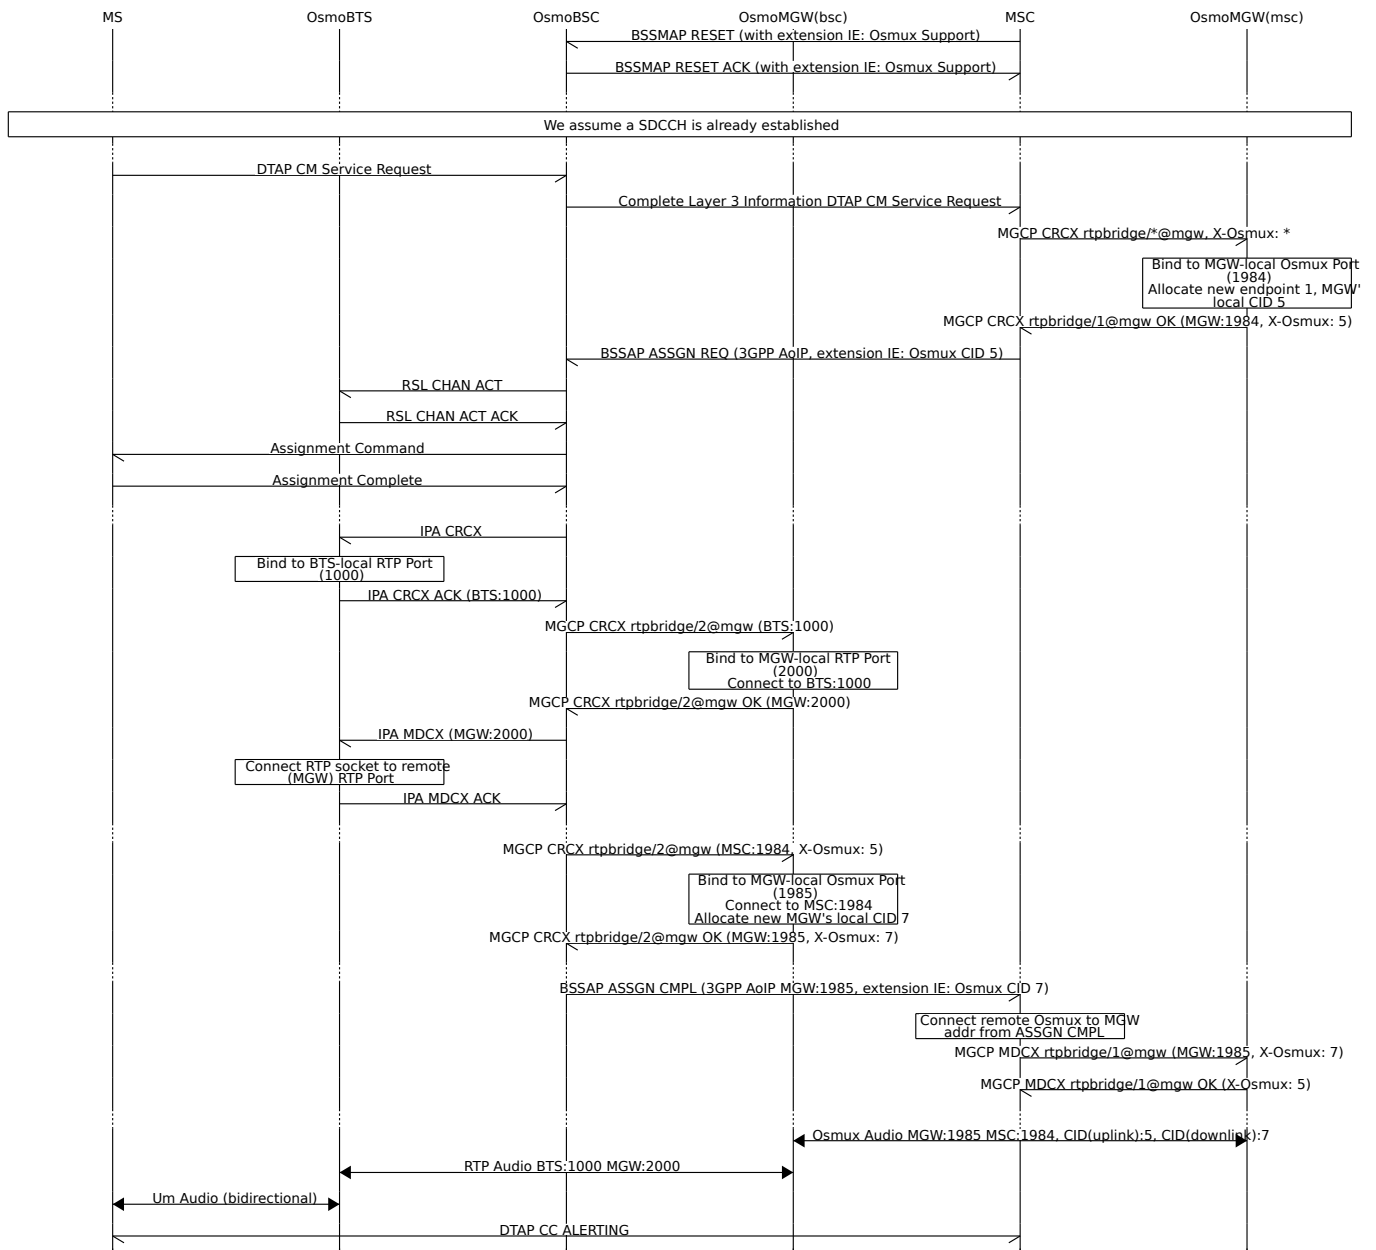 MS OsmoBTS OsmoBSC OsmoMGW(bsc) MSC OsmoMGW(msc)
BSSMAP RESET (with extension IE: Osmux Support)
BSSMAP RESET ACK (with extension IE: Osmux Support)
We assume a SDCCH is already established
DTAP CM Service Request
Complete Layer 3 Information DTAP CM Service Request
MGCP CRCX rtpbridge/*@mgw, X-Osmux: *
Bind to MGW-local Osmux Port
(1984)
Allocate new endpoint 1, MGW'
local CID 5
MGCP CRCX rtpbridge/1@mgw OK (MGW:1984, X-Osmux: 5)
BSSAP ASSGN REQ (3GPP AoIP, extension IE: Osmux CID 5)
RSL CHAN ACT
RSL CHAN ACT ACK
Assignment Command
Assignment Complete
IPA CRCX
Bind to BTS-local RTP Port
(1000)
IPA CRCX ACK (BTS:1000)
MGCP CRCX rtpbridge/2@mgw (BTS:1000)
Bind to MGW-local RTP Port
(2000)
Connect to BTS:1000
MGCP CRCX rtpbridge/2@mgw OK (MGW:2000)
IPA MDCX (MGW:2000)
Connect RTP socket to remote
(MGW) RTP Port
IPA MDCX ACK
MGCP CRCX rtpbridge/2@mgw (MSC:1984, X-Osmux: 5)
Bind to MGW-local Osmux Port
(1985)
Connect to MSC:1984
Allocate new MGW's local CID 7
MGCP CRCX rtpbridge/2@mgw OK (MGW:1985, X-Osmux: 7)
BSSAP ASSGN CMPL (3GPP AoIP MGW:1985, extension IE: Osmux CID 7)
Connect remote Osmux to MGW
addr from ASSGN CMPL
MGCP MDCX rtpbridge/1@mgw (MGW:1985, X-Osmux: 7)
MGCP MDCX rtpbridge/1@mgw OK (X-Osmux: 5)
Osmux Audio MGW:1985 MSC:1984, CID(uplink):5, CID(downlink):7
RTP Audio BTS:1000 MGW:2000
Um Audio (bidirectional)
DTAP CC ALERTING